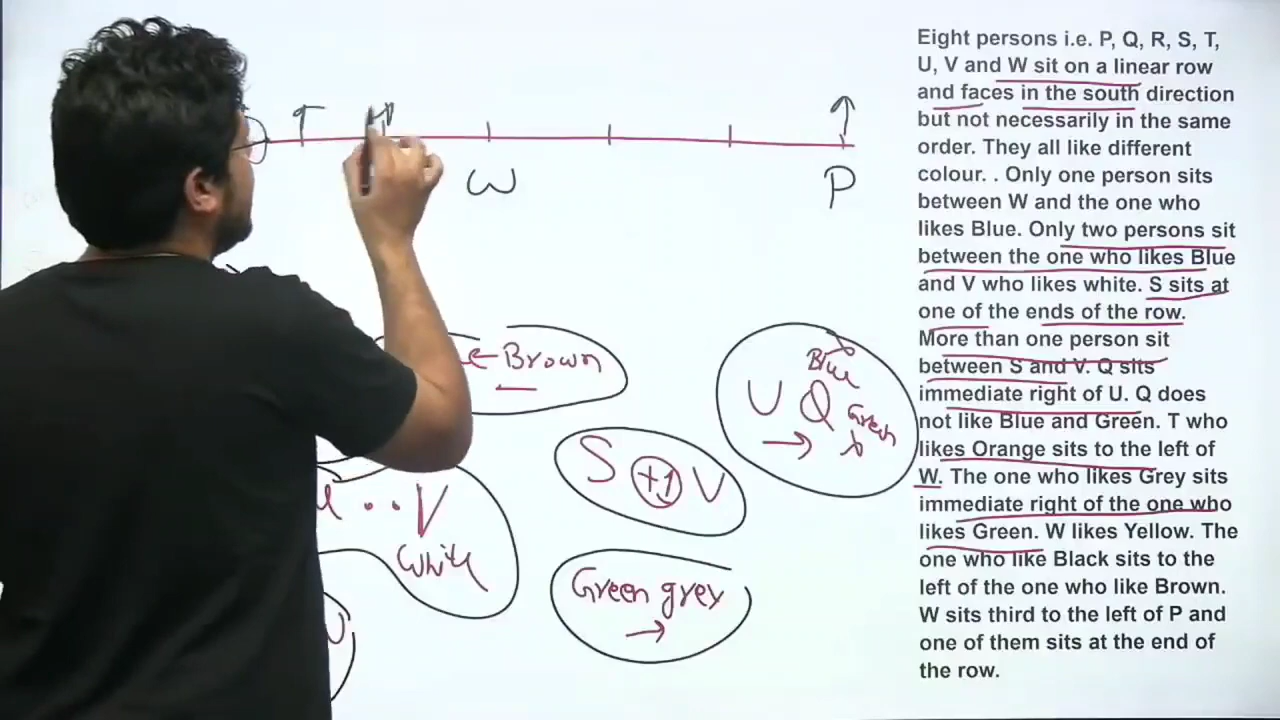 Eight persons i.e. P, Q, R, S, T,
U, V and W sit on a linear row
and faces in the south direction
but not necessarily in the same
order. They all like different
colour. . Only one person sits
between W and the one who
likes Blue. Only two persons sit
between the one who likes Blue
and V who likes white. S sits at
one of the ends of the row.
More than one person sit
between S and V. Q sits
immediate right of U. Q does
not like Blue and Green. T who
likes Orange sits to the left of
W. The one who likes Grey sits
immediate right of the one who
likes Green. W likes Yellow. The
one who like Black sits to the
left of the one who like Brown.
W sits third to the left of P and
one of them sits at the end of
the row.
W P
Brown
Blue
U Q Green
S +1 V
.. V
White
Green grey